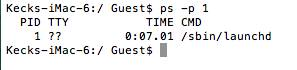 Kecks-iMac-6:/ Guest$ ps -p 1
PID TTY TIME CMD
1 ?? 0:07.01 /sbin/launchd
Kecks-iMac-6:/ Guest$